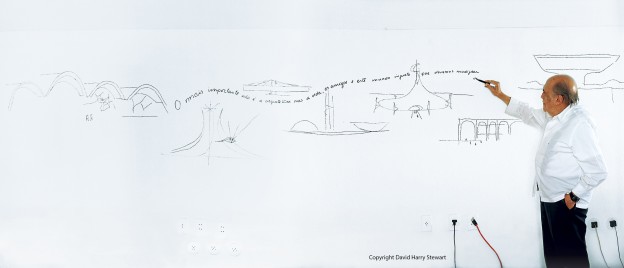 O mais importante não é a arquitetura mas a vida os amigos e este mundo injusto que devemos modificar
Copyright David Harry Stewart